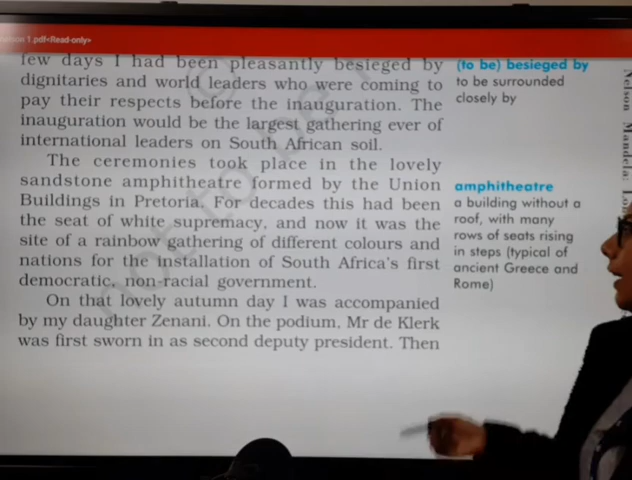 1.pdf<Read-only>
few days I had been pleasantly besieged by
dignitaries and world leaders who were coming to
pay their respects before the inauguration. The
inauguration would be the largest gathering ever of
international leaders on South African soil.
The ceremonies took place in the lovely
sandstone amphitheatre formed by the Union
Buildings in Pretoria. For decades this had been
the seat of white supremacy, and now it was the
site of a rainbow gathering of different colours and
nations for the installation of South Africa's first
democratic, non-racial government.
On that lovely autumn day I was accompanied
by my daughter Zenani. On the podium, Mr de Klerk
was first sworn in as second deputy president. Then
(to be) besieged by
to be surrounded
closely by
amphitheatre
a building without a
roof, with many
rows of seats rising
in steps (typical of
ancient Greece and
Rome)
Nelson Mandela:
not to be